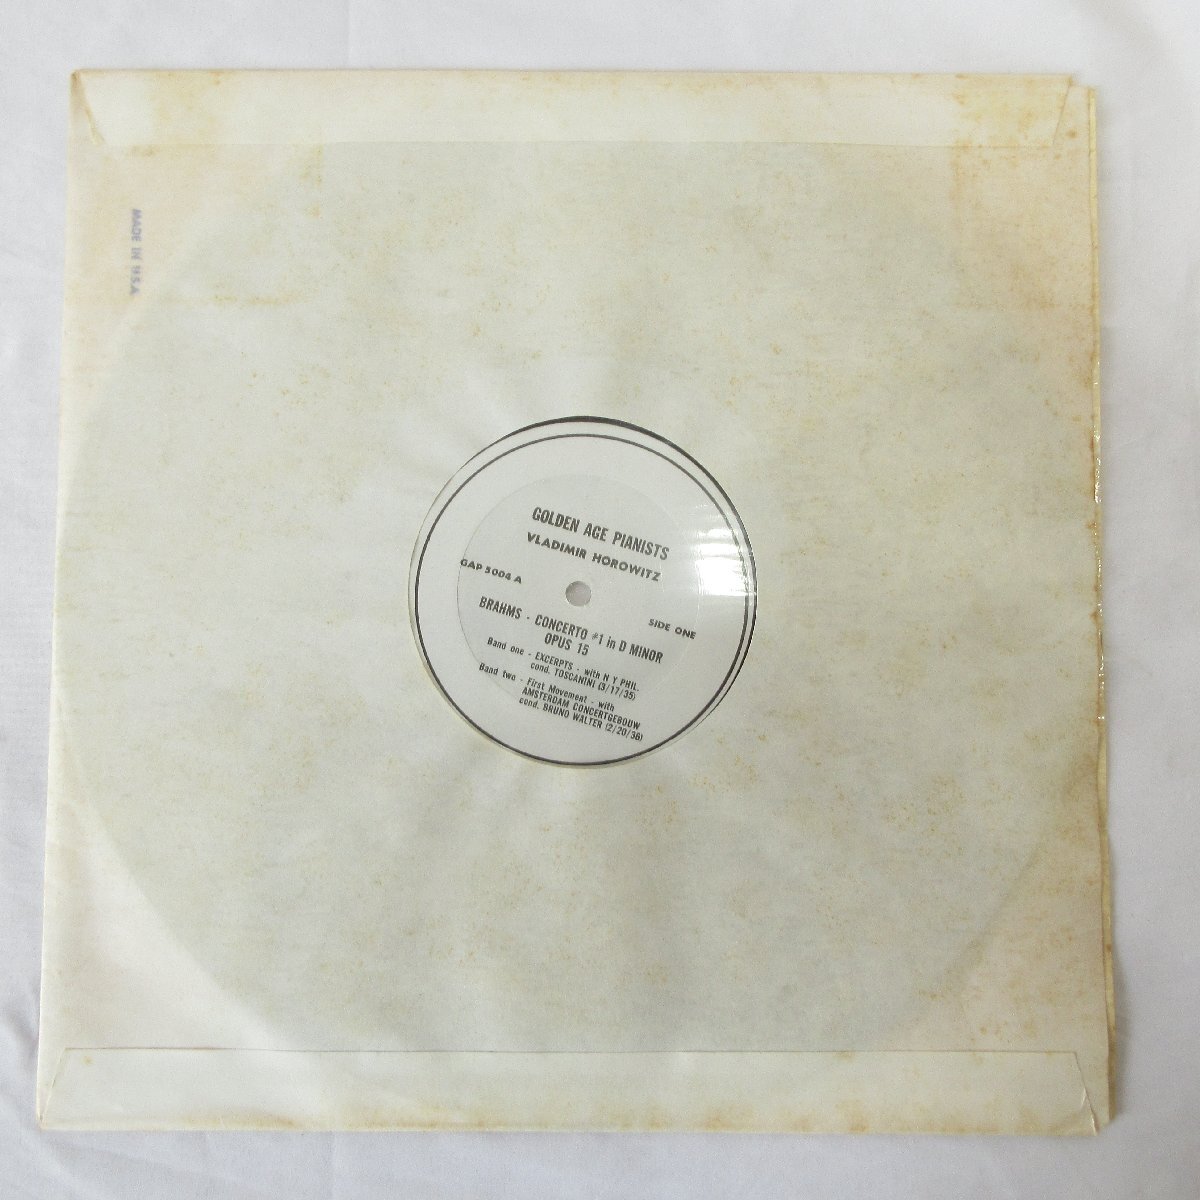 MADE IN U.S.A
GOLDEN AGE PIANISTS
VLADIMIR HOROWITZ
GAP 5004 A
SIDE ONE
BRAHMS - CONCERTO #1 in D MINOR
OPUS 15
Band one - EXCERPTS - with N Y PHIL.
cond. TOSCANINI (3/17/35)
Band two - First Movement - with
AMSTERDAM CONCERTGEBOUW
cond. BRUNO WALTER (2/20/36)